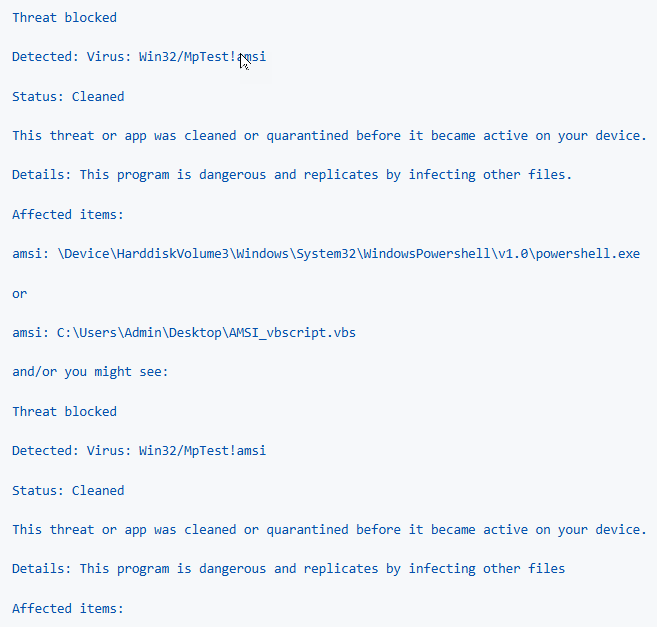 Threat blocked
Detected: Virus: Win32/MpTest!amsi
Status: Cleaned
This threat or app was cleaned or quarantined before it became active on your device.
Details: This program is dangerous and replicates by infecting other files.
Affected items:
amsi: \Device\HarddiskVolume3\Windows\System32\WindowsPowershell\v1.0\powershell.exe
or
amsi: C:\Users\Admin\Desktop\AMSI_vbscript.vbs
and/or you might see:
Threat blocked
Detected: Virus: Win32/MpTest!amsi
Status: Cleaned
This threat or app was cleaned or quarantined before it became active on your device.
Details: This program is dangerous and replicates by infecting other files
Affected items: